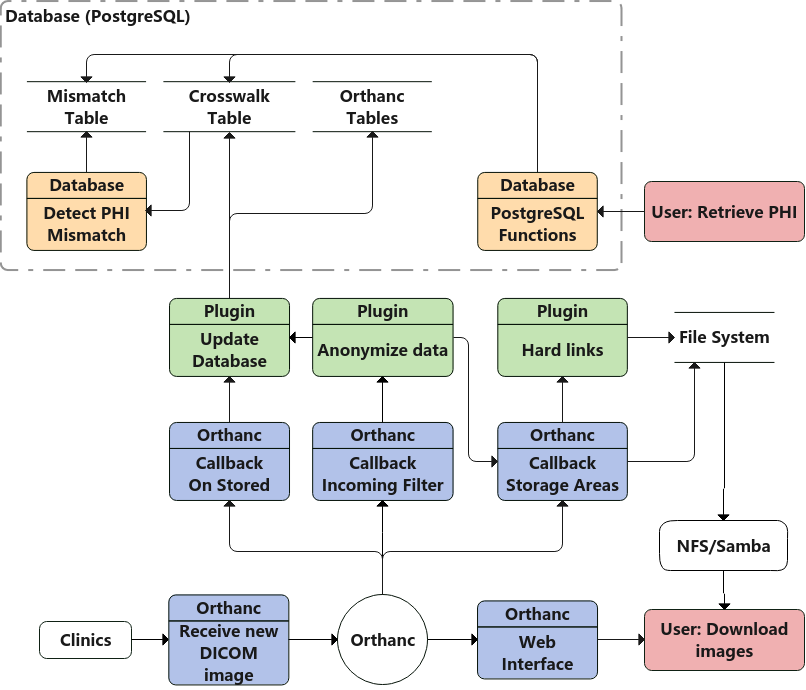 Database (PostgreSQL)
Mismatch
Table
Crosswalk
Table
Orthanc
Tables
Database
Detect PHI
Mismatch
Database
PostgreSQL
Functions
User: Retrieve PHI
Plugin
Update
Database
Plugin
Anonymize data
Plugin
Hard links
File System
Orthanc
Callback
On Stored
Orthanc
Callback
Incoming Filter
Orthanc
Callback
Storage Areas
NFS/Samba
Clinics
Orthanc
Receive new
DICOM
image
Orthanc
Orthanc
Web
Interface
User: Download
images